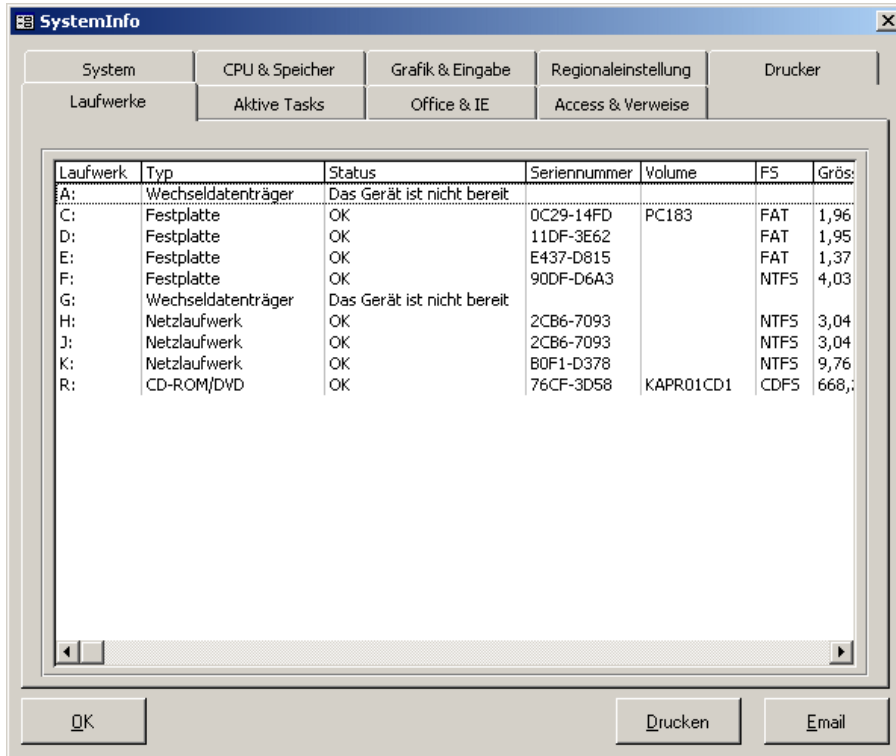 SystemInfo
System CPU & Speicher Grafik & Eingabe Regionaleinstellung Drucker
Laufwerke Aktive Tasks Office & IE Access & Verweise
Laufwerk Typ Status Seriennummer Volume FS Gröss
A: Wechseldatenträger Das Gerät ist nicht bereit
C: Festplatte OK 0C29-14FD PC183 FAT 1,96
D: Festplatte OK 11DF-3E62 FAT 1,95
E: Festplatte OK E437-D815 FAT 1,37
F: Festplatte OK 90DF-D6A3 NTFS 4,03
G: Wechseldatenträger Das Gerät ist nicht bereit
H: Netzlaufwerk OK 2CB6-7093 NTFS 3,04
J: Netzlaufwerk OK 2CB6-7093 NTFS 3,04
K: Netzlaufwerk OK B0F1-D378 NTFS 9,76
R: CD-ROM/DVD OK 76CF-3D58 KAPR01CD1 CDFS 668,
OK Drucken Email